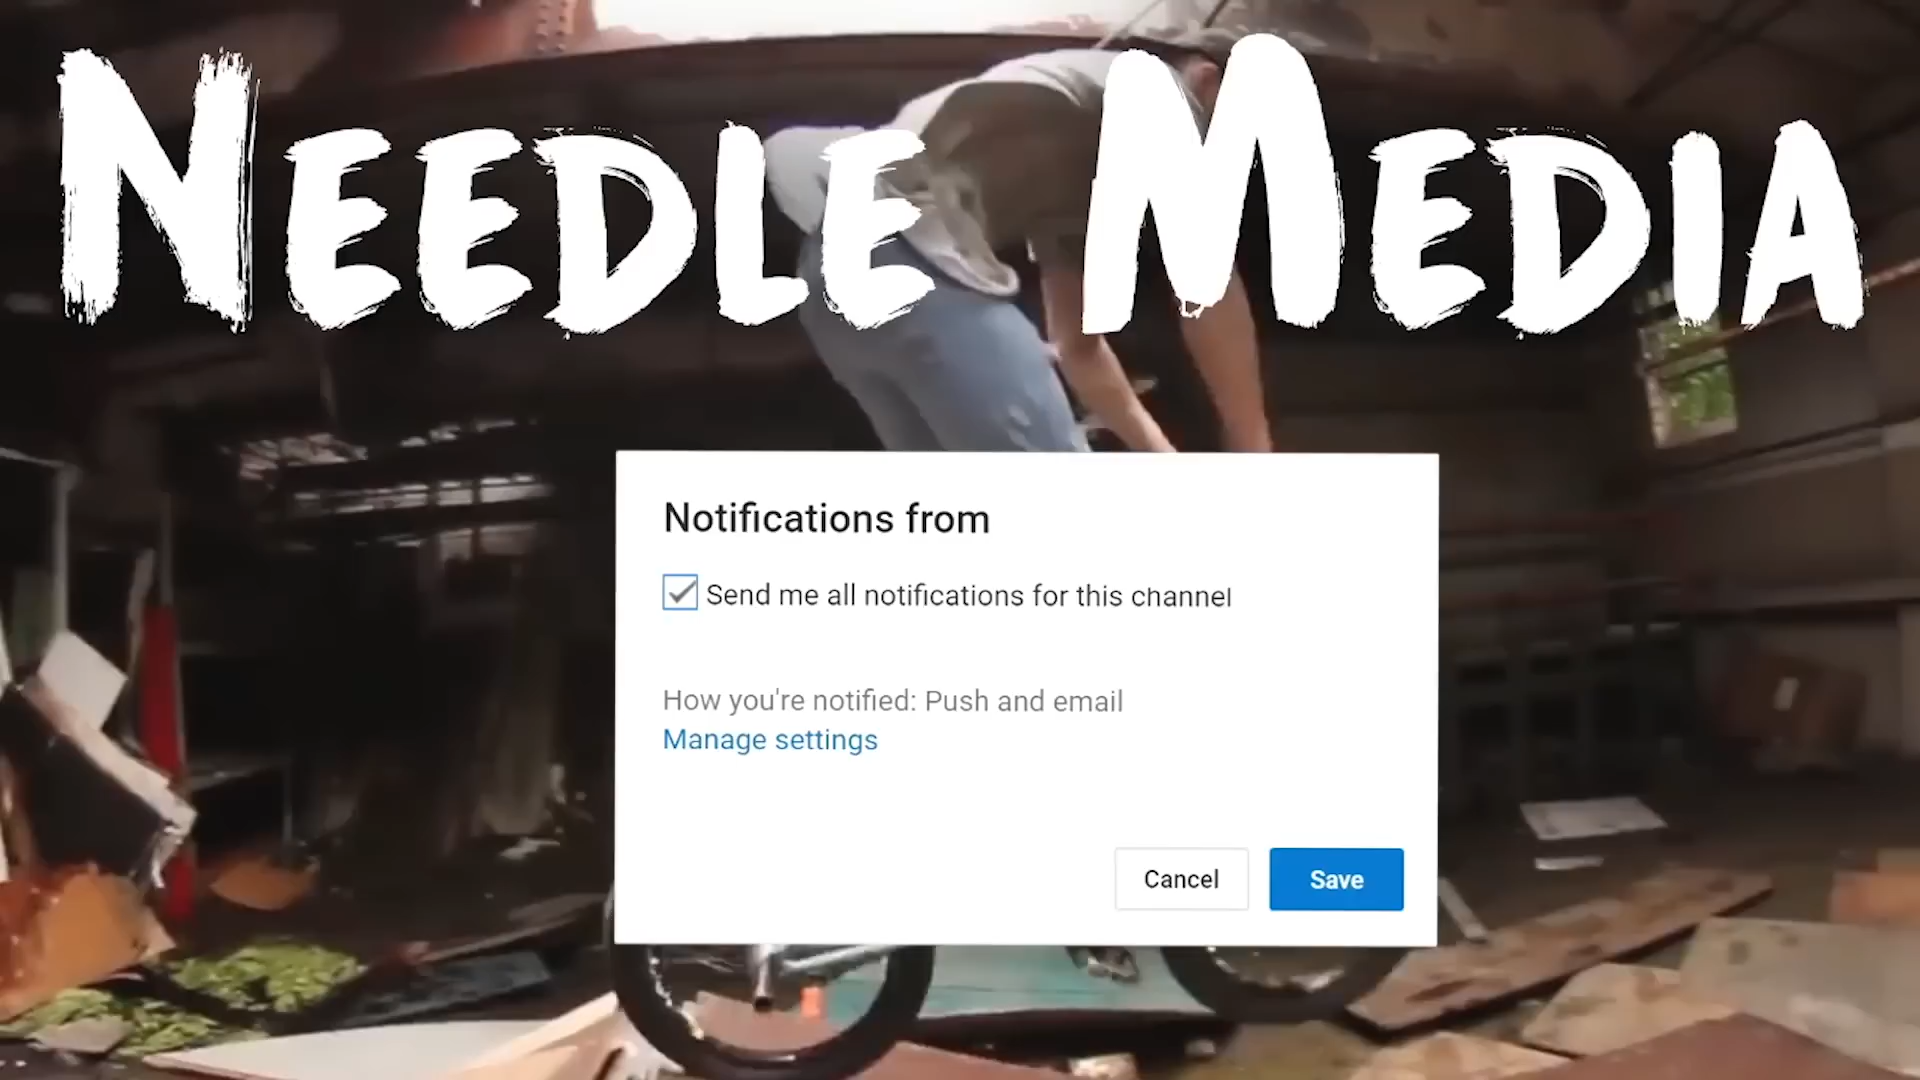 NEEDLE MEDIA
Notifications from
Send me all notifications for this channel
How you're notified: Push and email
Manage settings
Cancel Save